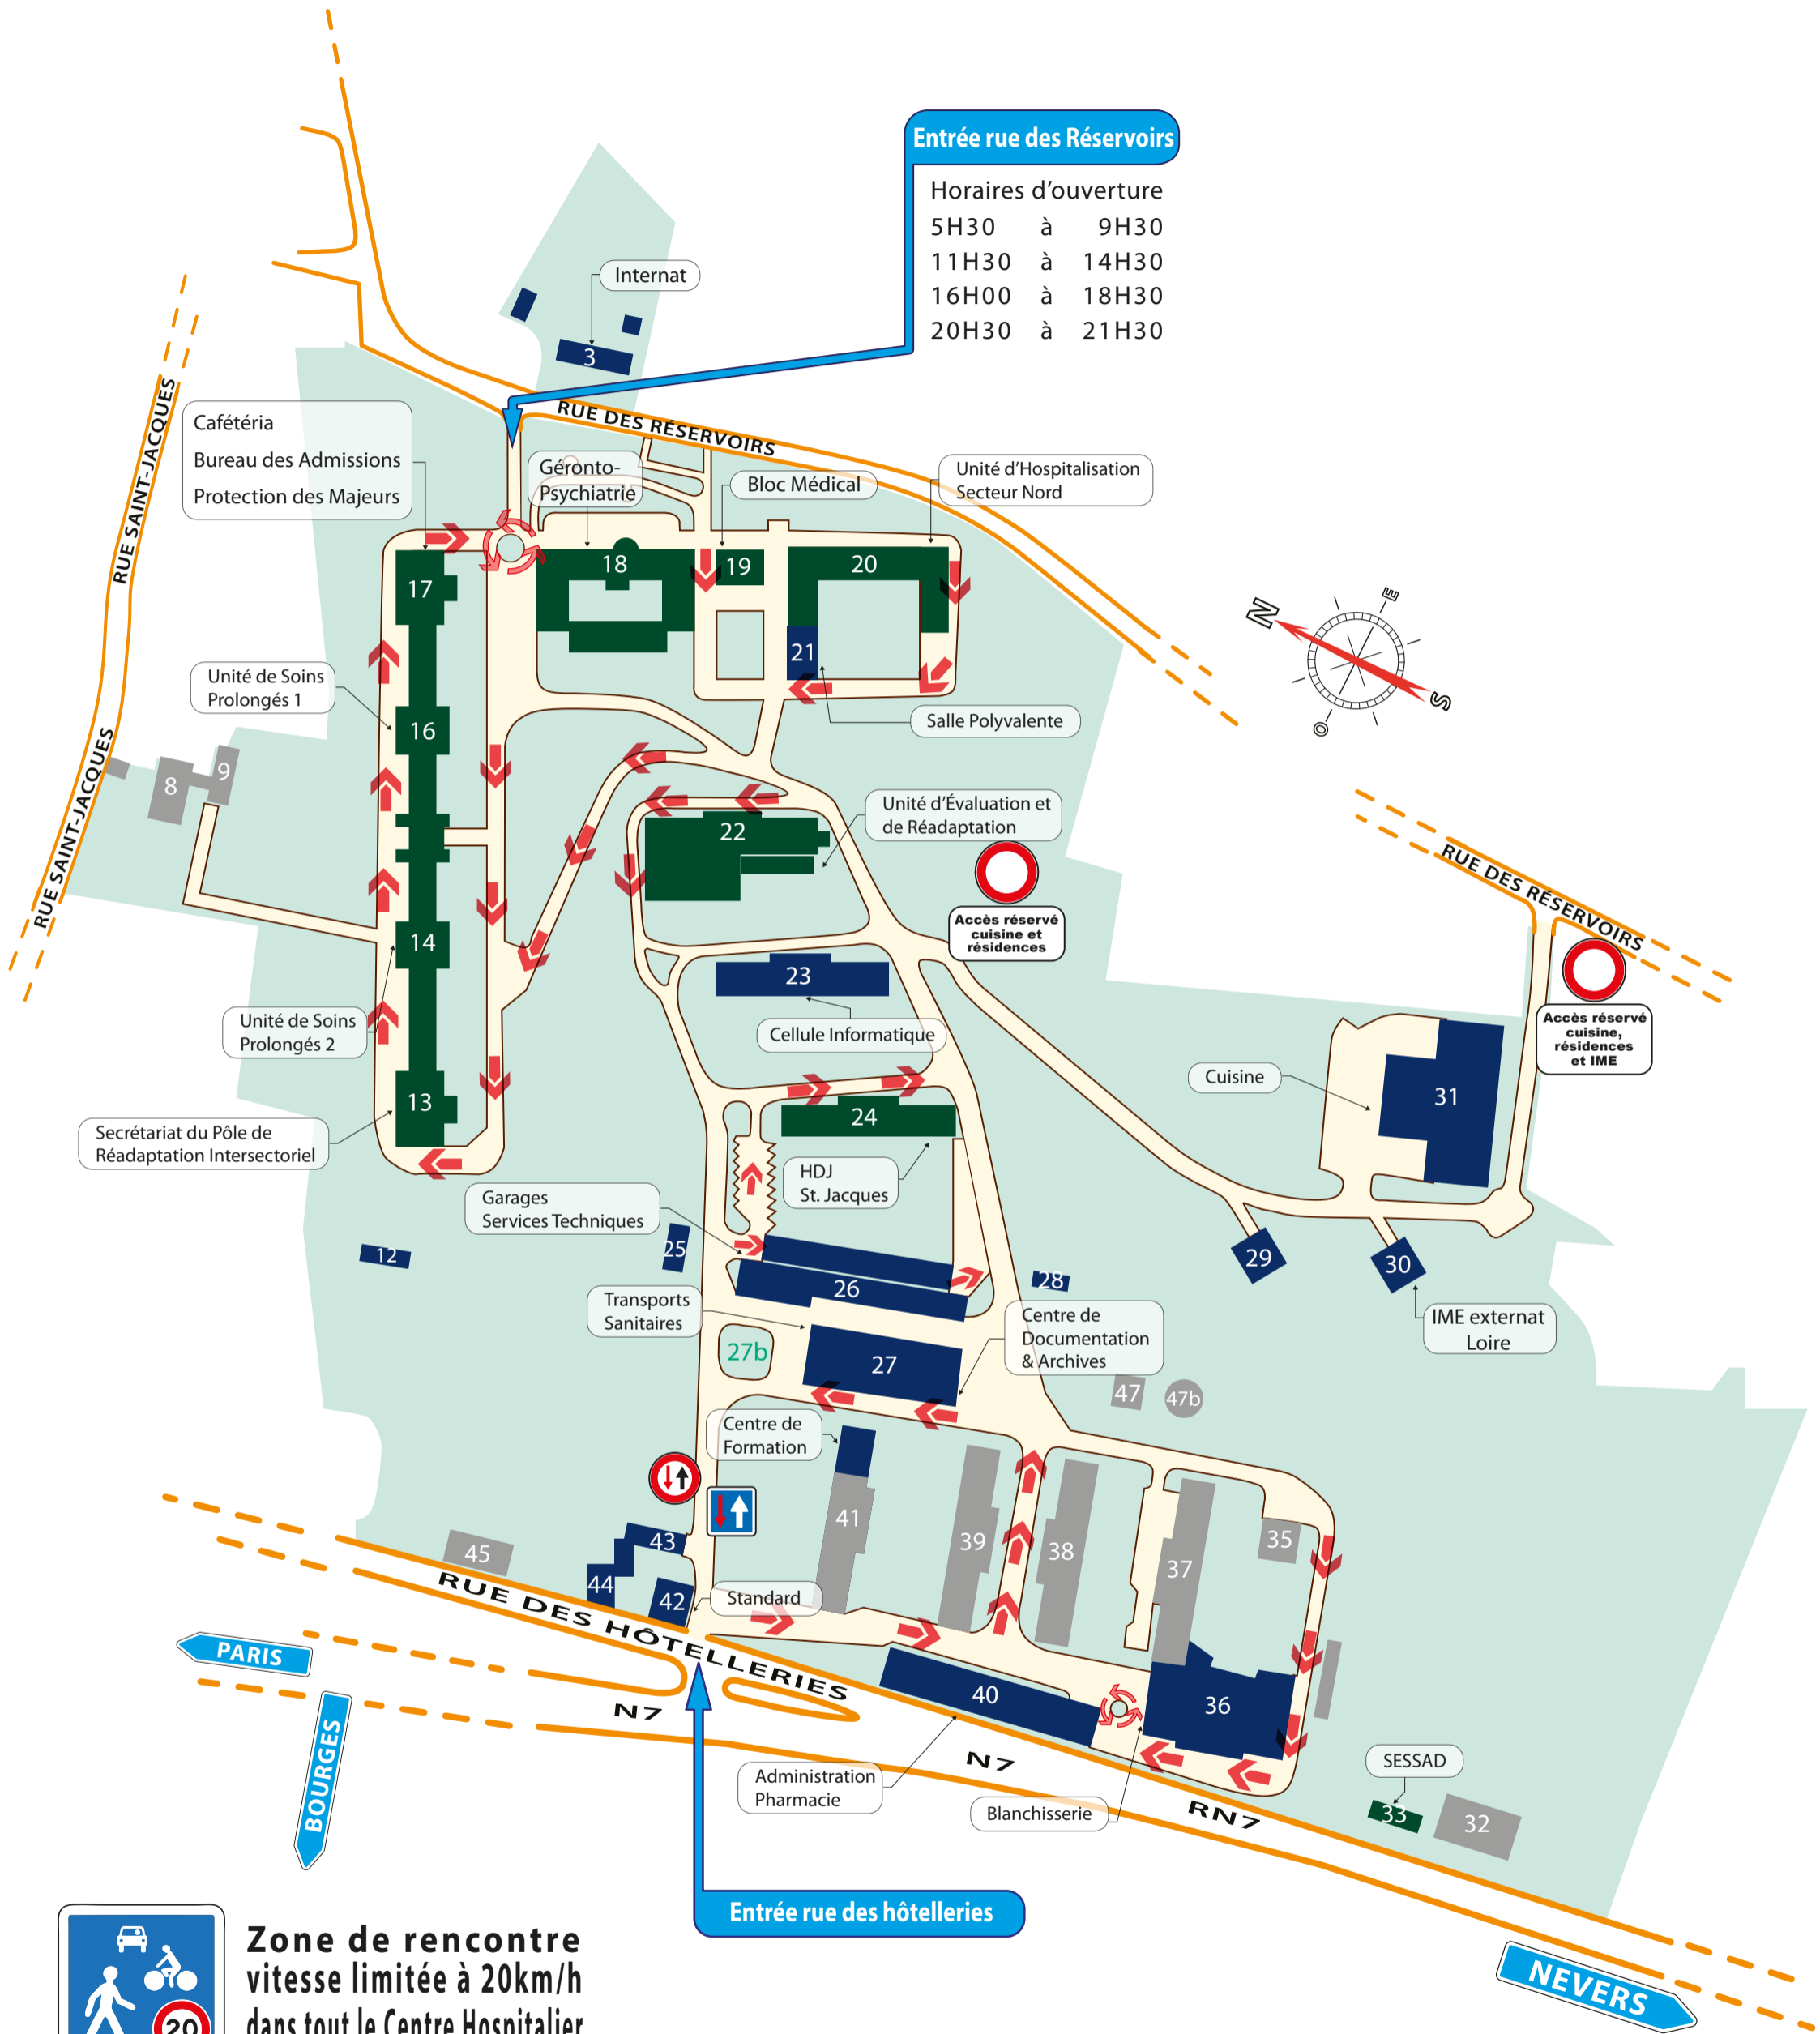 Entrée rue des Réservoirs
Horaires d'ouverture
5H30 à 9H30
11H30 à 14H30
16H00 à 18H30
20H30 à 21H30
Internat
3
RUE DES RÉSERVOIRS
RUE SAINT-JACQUES
Cafétéria
Bureau des Admissions
Protection des Majeurs
Géronto-
Psychiatrie
Bloc Médical
Unité d'Hospitalisation
Secteur Nord
17
18
19
20
21
N
E
S
O
Unité de Soins
Prolongés 1
16
Salle Polyvalente
RUE SAINT-JACQUES
8
9
22
Unité d'Évaluation et
de Réadaptation
Accès réservé
cuisine et
résidences
RUE DES RÉSERVOIRS
Accès réservé
cuisine,
résidences
et IME
14
23
Cellule Informatique
Unité de Soins
Prolongés 2
Cuisine
31
13
24
Secrétariat du Pôle de
Réadaptation Intersectoriel
HDJ
St. Jacques
Garages
Services Techniques
12
25
26
28
29
30
Transports
Sanitaires
Centre de
Documentation
& Archives
IME externat
Loire
27b
27
47
47b
Centre de
Formation
41
39
38
37
35
45
43
44
42
Standard
RUE DES HÔTELLERIES
PARIS
BOURGES
N7
40
36
N7
Administration
Pharmacie
Blanchisserie
RN7
SESSAD
33
32
Entrée rue des hôtelleries
NEVERS
Zone de rencontre
vitesse limitée à 20km/h
dans tout le Centre Hospitalier
20